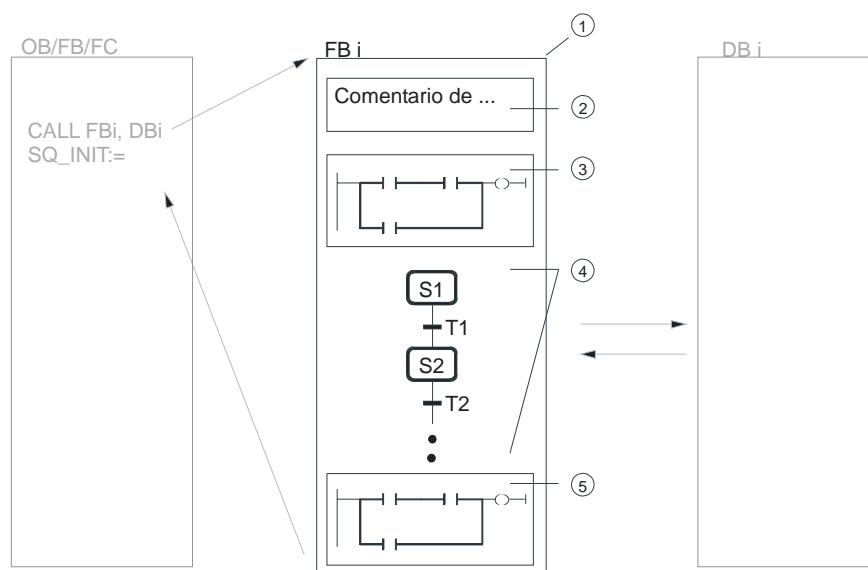 OB/FB/FC
CALL FBi, DBi
SQ_INIT:=
FB i
1
Comentario de ...
2
3
4
S1
T1
S2
T2
5
DB i